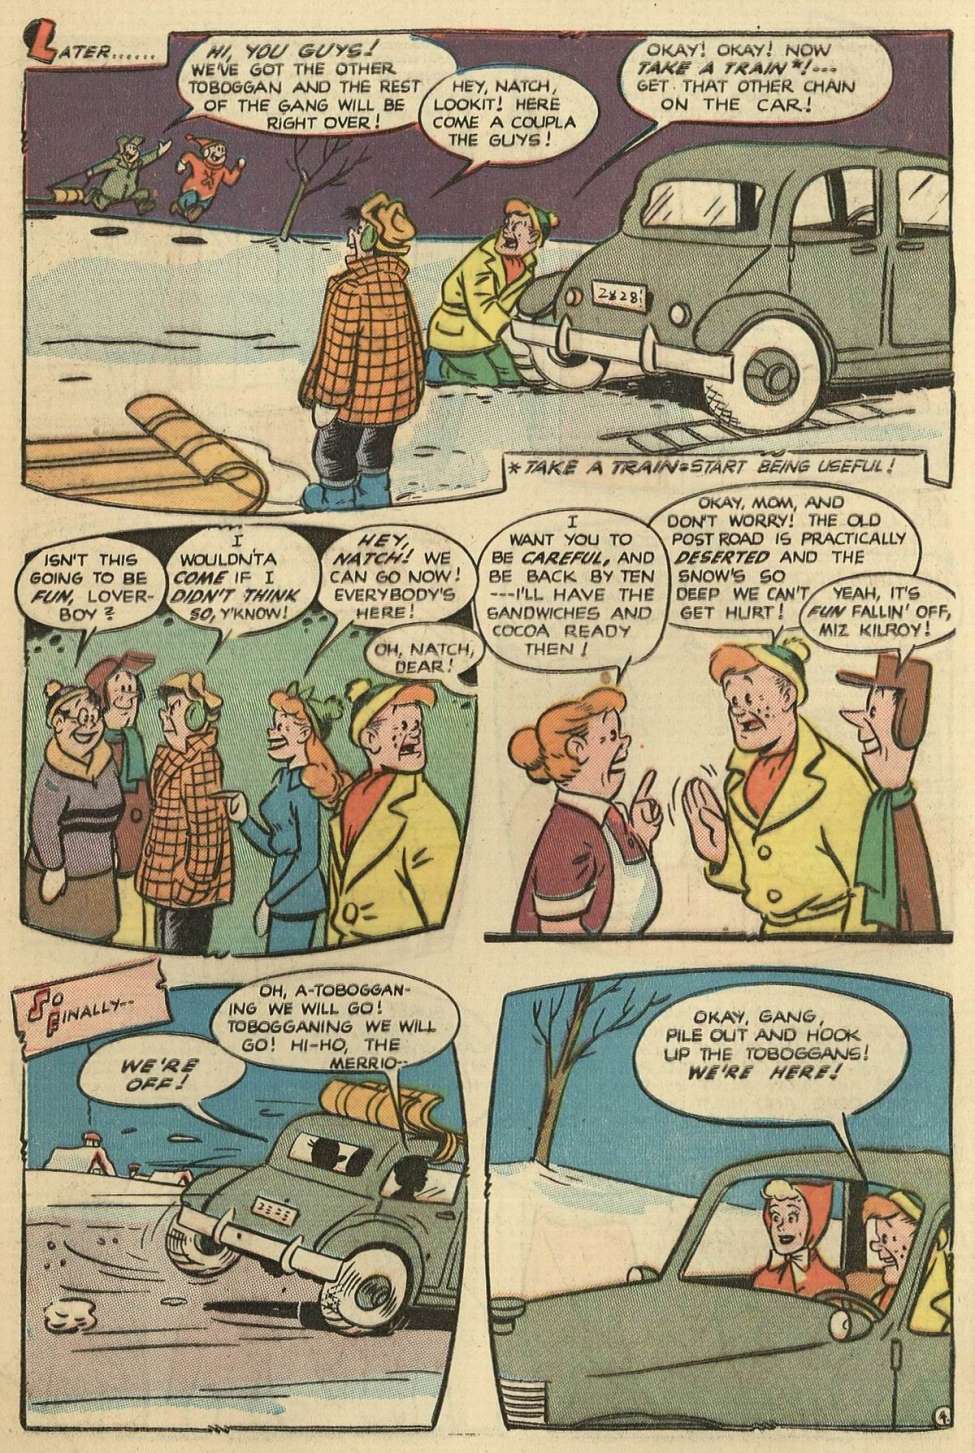 LATER......
HI, YOU GUYS!
WE'VE GOT THE OTHER
TOBOGGAN AND THE REST
OF THE GANG WILL BE
RIGHT OVER!
HEY, NATCH,
LOOKIT! HERE
COME A COUPLA
THE GUYS!
OKAY! OKAY! NOW
TAKE A TRAIN*!---
GET THAT OTHER CHAIN
ON THE CAR!
2828
*TAKE A TRAIN=START BEING USEFUL!
ISN'T THIS
GOING TO BE
FUN, LOVER-
BOY?
I
WOULDN'TA
COME IF I
DIDN'T THINK
SO, Y'KNOW!
HEY,
NATCH! WE
CAN GO NOW!
EVERYBODY'S
HERE!
OH, NATCH,
DEAR!
I
WANT YOU TO
BE CAREFUL, AND
BE BACK BY TEN
---I'LL HAVE THE
SANDWICHES AND
COCOA READY
THEN!
OKAY, MOM, AND
DON'T WORRY! THE OLD
POST ROAD IS PRACTICALLY
DESERTED AND THE
SNOW'S SO
DEEP WE CAN'T
GET HURT!
YEAH, IT'S
FUN FALLIN' OFF,
MIZ KILROY!
SO
FINALLY--
WE'RE
OFF!
OH, A-TOBOGGAN-
ING WE WILL GO!
TOBOGGANING WE WILL
GO! HI-HO, THE
MERRIO--
OKAY, GANG,
PILE OUT AND HOOK
UP THE TOBOGGANS!
WE'RE HERE!
4